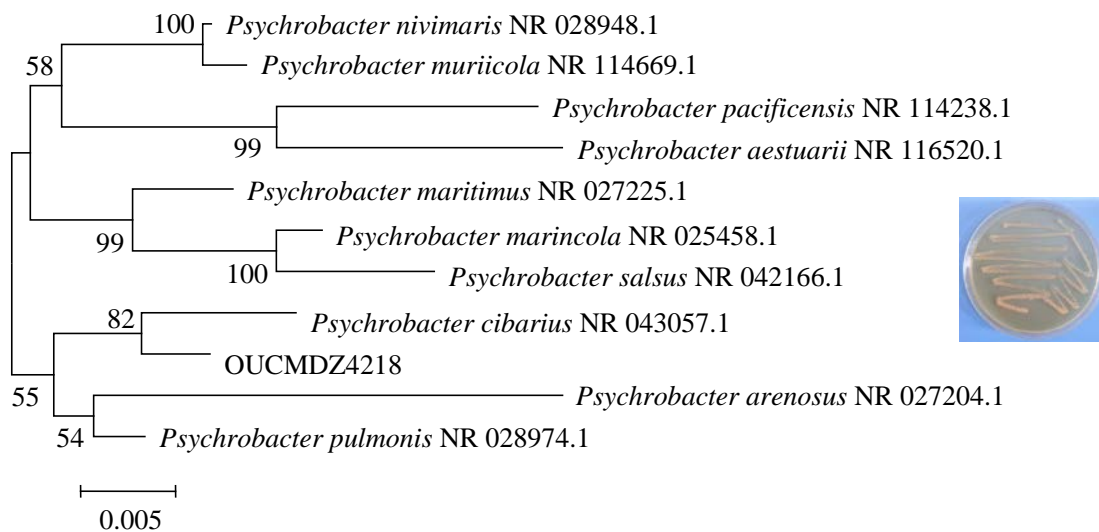 100
Psychrobacter nivimaris NR 028948.1
Psychrobacter muriicola NR 114669.1
58
Psychrobacter pacificensis NR 114238.1
99
Psychrobacter aestuarii NR 116520.1
Psychrobacter maritimus NR 027225.1
99
Psychrobacter marincola NR 025458.1
100
Psychrobacter salsus NR 042166.1
82
Psychrobacter cibarius NR 043057.1
OUCMDZ4218
55
Psychrobacter arenosus NR 027204.1
54
Psychrobacter pulmonis NR 028974.1
0.005